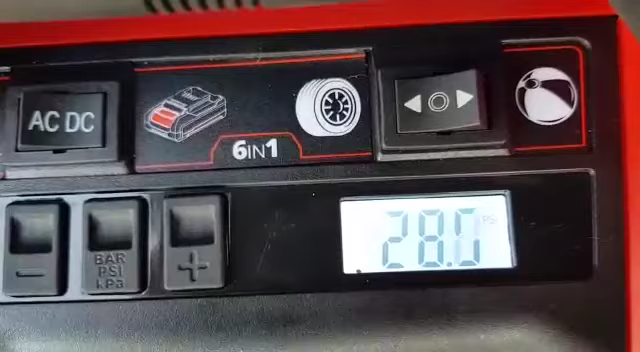 AC DC
6IN1
−
BAR
PSI
kPa
+
28.0